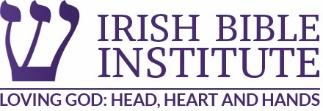 ש
IRISH BIBLE
INSTITUTE
LOVING GOD: HEAD, HEART AND HANDS